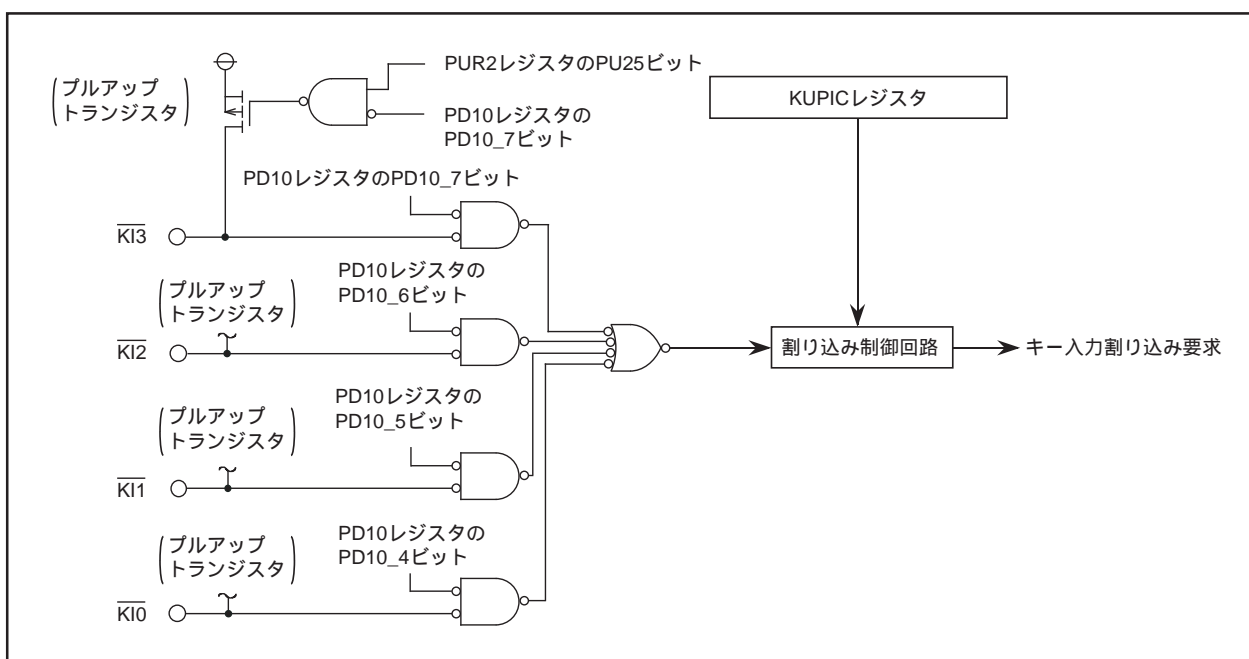 プルアップ
トランジスタ
PUR2レジスタのPU25ビット
PD10レジスタの
PD10_7ビット
KUPICレジスタ
PD10レジスタのPD10_7ビット
KI3
プルアップ
トランジスタ
PD10レジスタの
PD10_6ビット
KI2
割り込み制御回路
キー入力割り込み要求
プルアップ
トランジスタ
PD10レジスタの
PD10_5ビット
KI1
プルアップ
トランジスタ
PD10レジスタの
PD10_4ビット
KI0